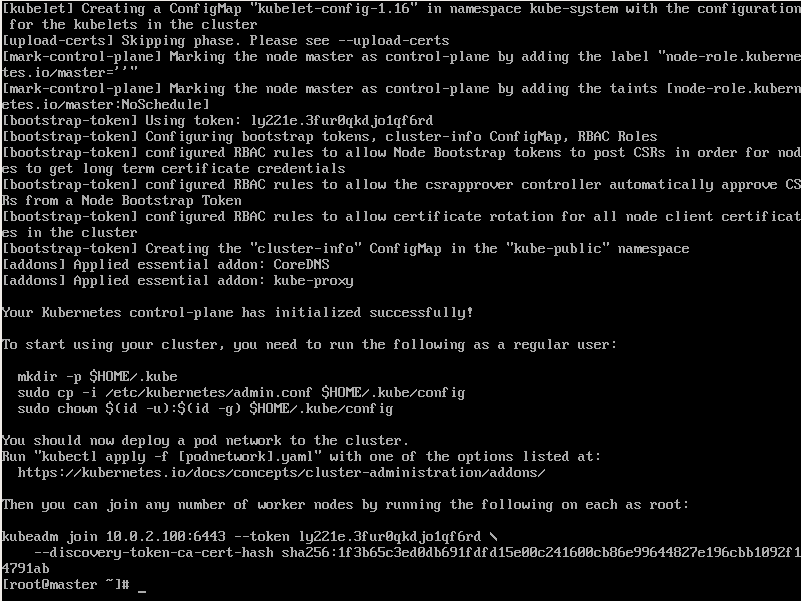 [kubelet] Creating a ConfigMap "kubelet-config-1.16" in namespace kube-system with the configuration
 for the kubelets in the cluster
[upload-certs] Skipping phase. Please see --upload-certs
[mark-control-plane] Marking the node master as control-plane by adding the label "node-role.kuberne
tes.io/master=''"
[mark-control-plane] Marking the node master as control-plane by adding the taints [node-role.kubern
etes.io/master:NoSchedule]
[bootstrap-token] Using token: ly221e.3fur0qkdjo1qf6rd
[bootstrap-token] Configuring bootstrap tokens, cluster-info ConfigMap, RBAC Roles
[bootstrap-token] configured RBAC rules to allow Node Bootstrap tokens to post CSRs in order for nod
es to get long term certificate credentials
[bootstrap-token] configured RBAC rules to allow the csrapprover controller automatically approve CS
Rs from a Node Bootstrap Token
[bootstrap-token] configured RBAC rules to allow certificate rotation for all node client certificat
es in the cluster
[bootstrap-token] Creating the "cluster-info" ConfigMap in the "kube-public" namespace
[addons] Applied essential addon: CoreDNS
[addons] Applied essential addon: kube-proxy

Your Kubernetes control-plane has initialized successfully!

To start using your cluster, you need to run the following as a regular user:

  mkdir -p $HOME/.kube
  sudo cp -i /etc/kubernetes/admin.conf $HOME/.kube/config
  sudo chown $(id -u):$(id -g) $HOME/.kube/config

You should now deploy a pod network to the cluster.
Run "kubectl apply -f [podnetwork].yaml" with one of the options listed at:
  https://kubernetes.io/docs/concepts/cluster-administration/addons/

Then you can join any number of worker nodes by running the following on each as root:

kubeadm join 10.0.2.100:6443 --token ly221e.3fur0qkdjo1qf6rd \
    --discovery-token-ca-cert-hash sha256:1f3b65c3ed0db691fdfd15e00c241600cb86e99644827e196cbb1092f1
4791ab
[root@master ~]# _